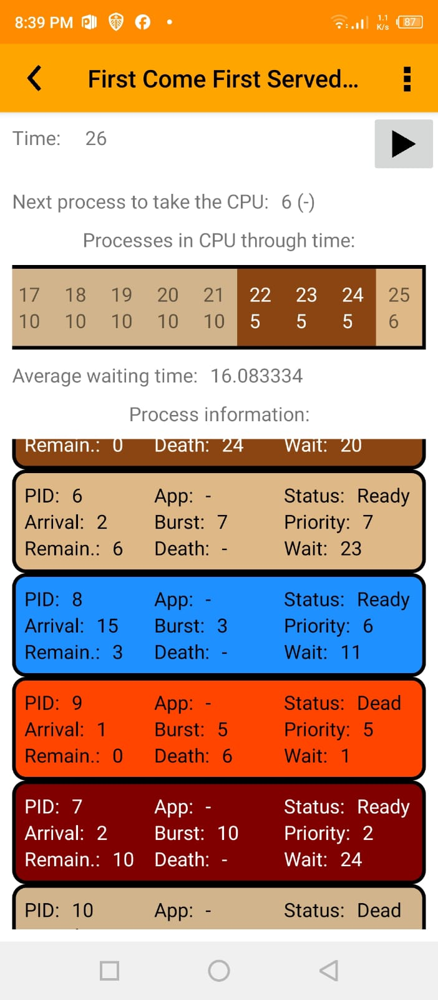 8:39 PM
1.1
K/s
87
First Come First Served...
Time: 26
Next process to take the CPU: 6 (-)
Processes in CPU through time:
17 18 19 20 21 22 23 24 25
10 10 10 10 10 5 5 5 6
Average waiting time: 16.083334
Process information:
Remain.: 0 Death: 24 Wait: 20
PID: 6 App: - Status: Ready
Arrival: 2 Burst: 7 Priority: 7
Remain.: 6 Death: - Wait: 23
PID: 8 App: - Status: Ready
Arrival: 15 Burst: 3 Priority: 6
Remain.: 3 Death: - Wait: 11
PID: 9 App: - Status: Dead
Arrival: 1 Burst: 5 Priority: 5
Remain.: 0 Death: 6 Wait: 1
PID: 7 App: - Status: Ready
Arrival: 2 Burst: 10 Priority: 2
Remain.: 10 Death: - Wait: 24
PID: 10 App: - Status: Dead